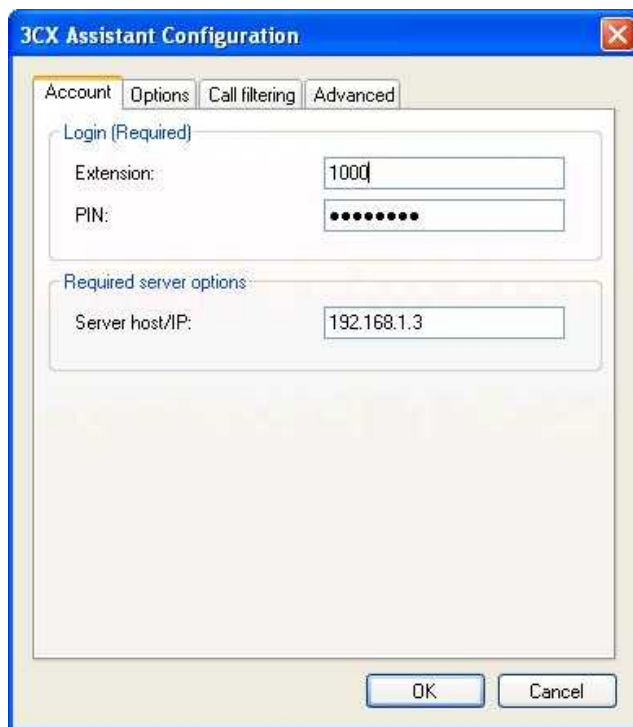 3CX Assistant Configuration
Account Options Call filtering Advanced
Login (Required)
Extension: 1000
PIN: ●●●●●●●●
Required server options
Server host/IP: 192.168.1.3
OK Cancel